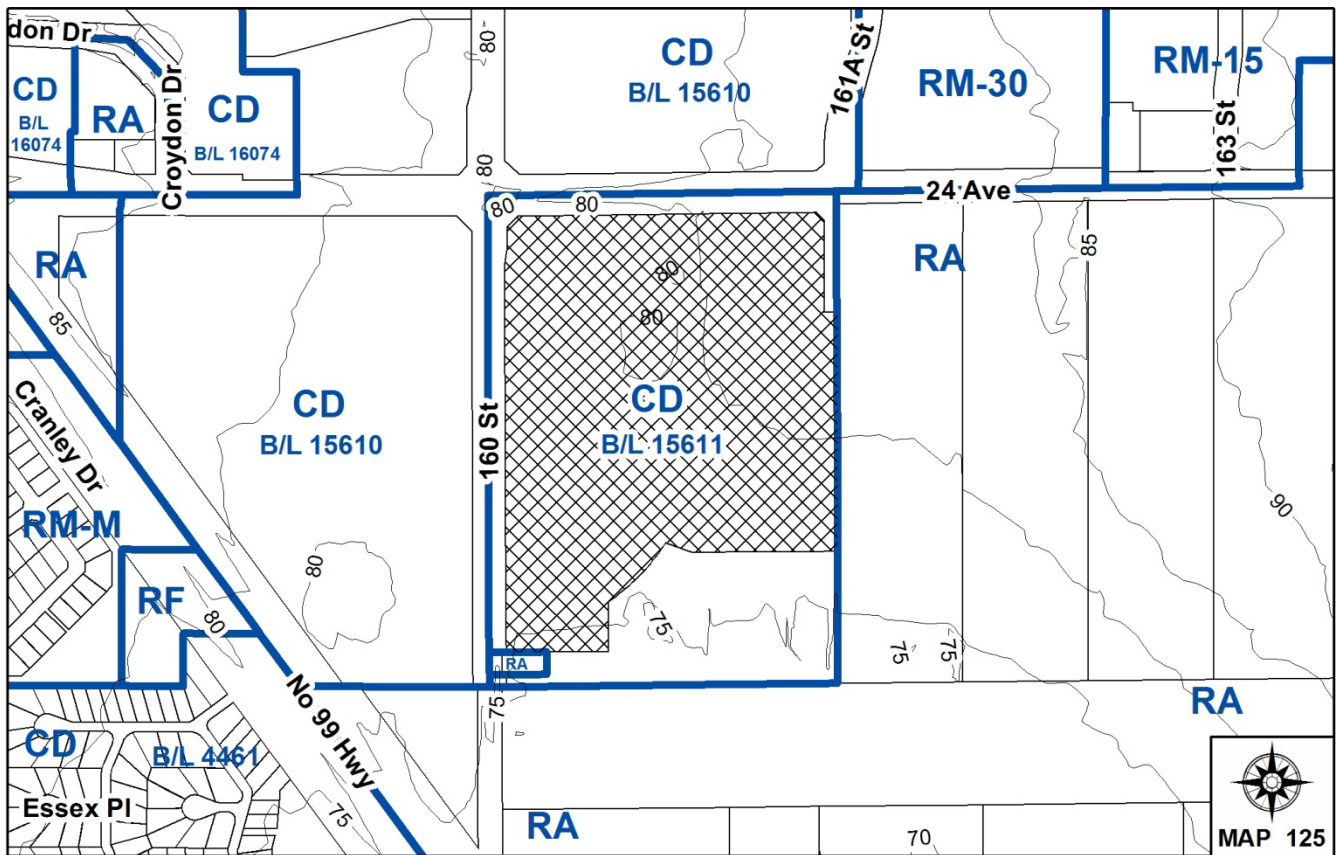 don Dr
CD
B/L
16074
RA
Croydon Dr
CD
B/L 16074
80
80
CD
B/L 15610
161A St
RM-30
RM-15
163 St
24 Ave
80
80
RA
85
Cranley Dr
RM-M
RF
80
CD
B/L 15610
80
160 St
80
80
CD
B/L 15611
75
RA
75
RA
85
90
75
75
No 99 Hwy
CD
B/L 4461
Essex Pl
75
RA
RA
70
MAP 125